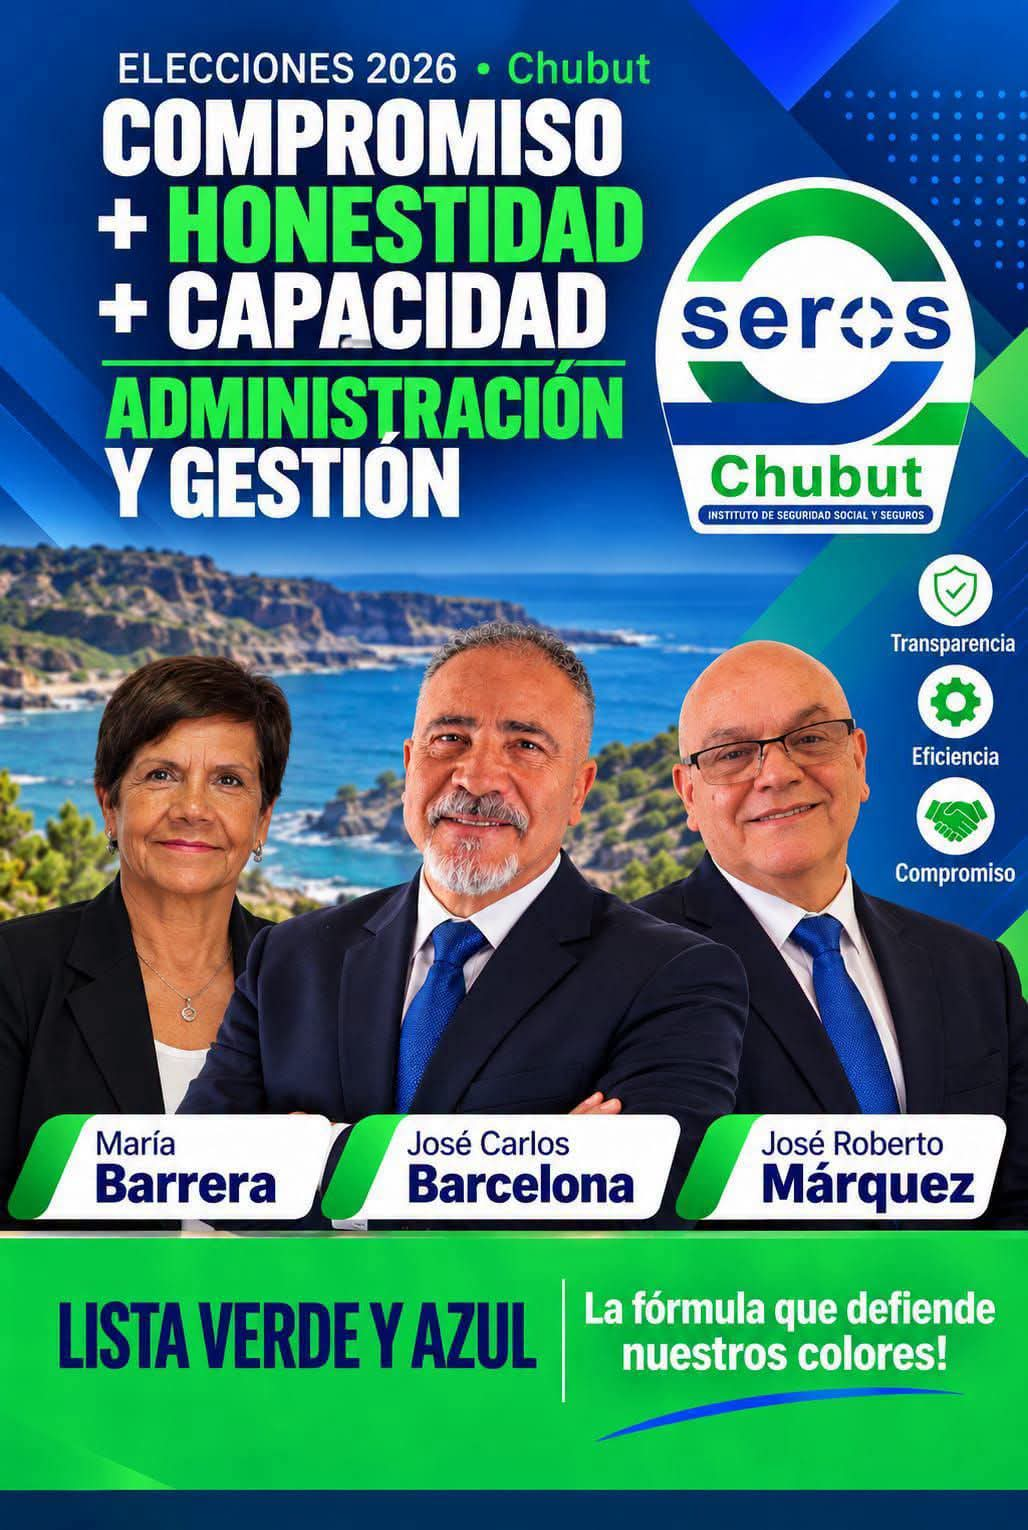 ELECCIONES 2026 • Chubut
COMPROMISO
+ HONESTIDAD
+ CAPACIDAD
ADMINISTRACIÓN
Y GESTIÓN
seros
Chubut
INSTITUTO DE SEGURIDAD SOCIAL Y SEGUROS
Transparencia
Eficiencia
Compromiso
María
Barrera
José Carlos
Barcelona
José Roberto
Márquez
LISTA VERDE Y AZUL
La fórmula que defiende
nuestros colores!